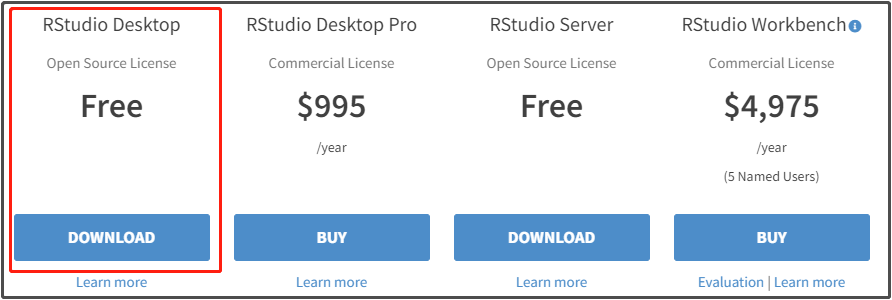 RStudio Desktop
Open Source License
Free
DOWNLOAD
Learn more
RStudio Desktop Pro
Commercial License
$995
/year
BUY
Learn more
RStudio Server
Open Source License
Free
DOWNLOAD
Learn more
RStudio Workbench
Commercial License
$4,975
/year
(5 Named Users)
BUY
Evaluation | Learn more